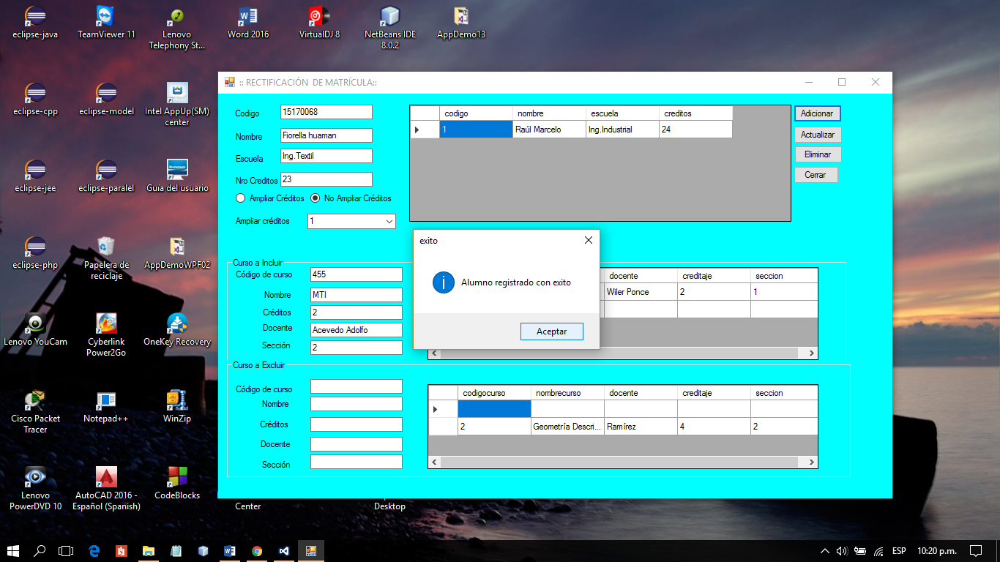 eclipse-java
TeamViewer 11
Lenovo
Telephony St...
Word 2016
VirtualDJ 8
NetBeans IDE
8.0.2
AppDemo13
eclipse-cpp
eclipse-model
Intel AppUp(SM)
center
eclipse-jee
eclipse-paralel
Guia del usuario
eclipse-php
Papelera de
reciclaje
AppDemoWPF02
Lenovo YouCam
Cyberlink
Power2Go
OneKey Recovery
Cisco Packet
Tracer
Notepad++
WinZip
Lenovo
PowerDVD 10
AutoCAD 2016 -
Español (Spanish)
CodeBlocks
Center
Desktop
:: RECTIFICACIÓN DE MATRÍCULA::
Codigo 15170068
Nombre Fiorella huaman
Escuela Ing.Textil
Nro Creditos 23
Ampliar Créditos No Ampliar Créditos
Ampliar créditos 1
codigo nombre escuela creditos
1 Raúl Marcelo Ing.Industrial 24
Adicionar
Actualizar
Eliminar
Cerrar
Curso a Incluir
Código de curso 455
Nombre MTI
Créditos 2
Docente Acevedo Adolfo
Sección 2
docente creditaje seccion
Wiler Ponce 2 1
exito
Alumno registrado con exito
Aceptar
Curso a Excluir
Código de curso
Nombre
Créditos
Docente
Sección
codigocurso nombrecurso docente creditaje seccion
2 Geometría Descri... Ramírez 4 2
ESP 10:20 p.m.